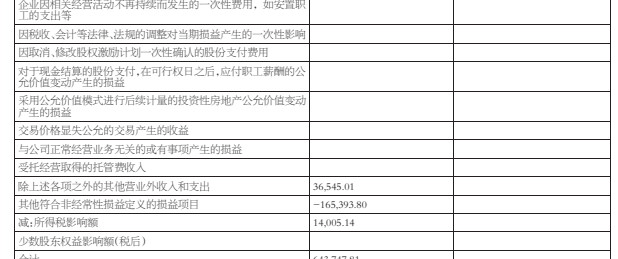 企业因相关经营活动不再持续而发生的一次性费用，如安置职
工的支出等
因税收、会计等法律、法规的调整对当期损益产生的一次性影响
因取消、修改股权激励计划一次性确认的股份支付费用
对于现金结算的股份支付，在可行权日之后，应付职工薪酬的公
允价值变动产生的损益
采用公允价值模式进行后续计量的投资性房地产公允价值变动
产生的损益
交易价格显失公允的交易产生的收益
与公司正常经营业务无关的或有事项产生的损益
受托经营取得的托管费收入
除上述各项之外的其他营业外收入和支出 36,545.01
其他符合非经常性损益定义的损益项目 -165,393.80
减：所得税影响额 14,005.14
少数股东权益影响额（税后）